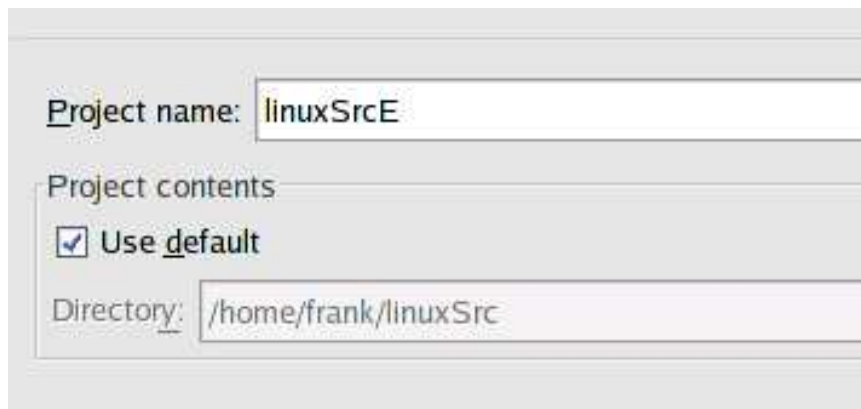 Project name: linuxSrcE
Project contents
Use default
Directory: /home/frank/linuxSrc